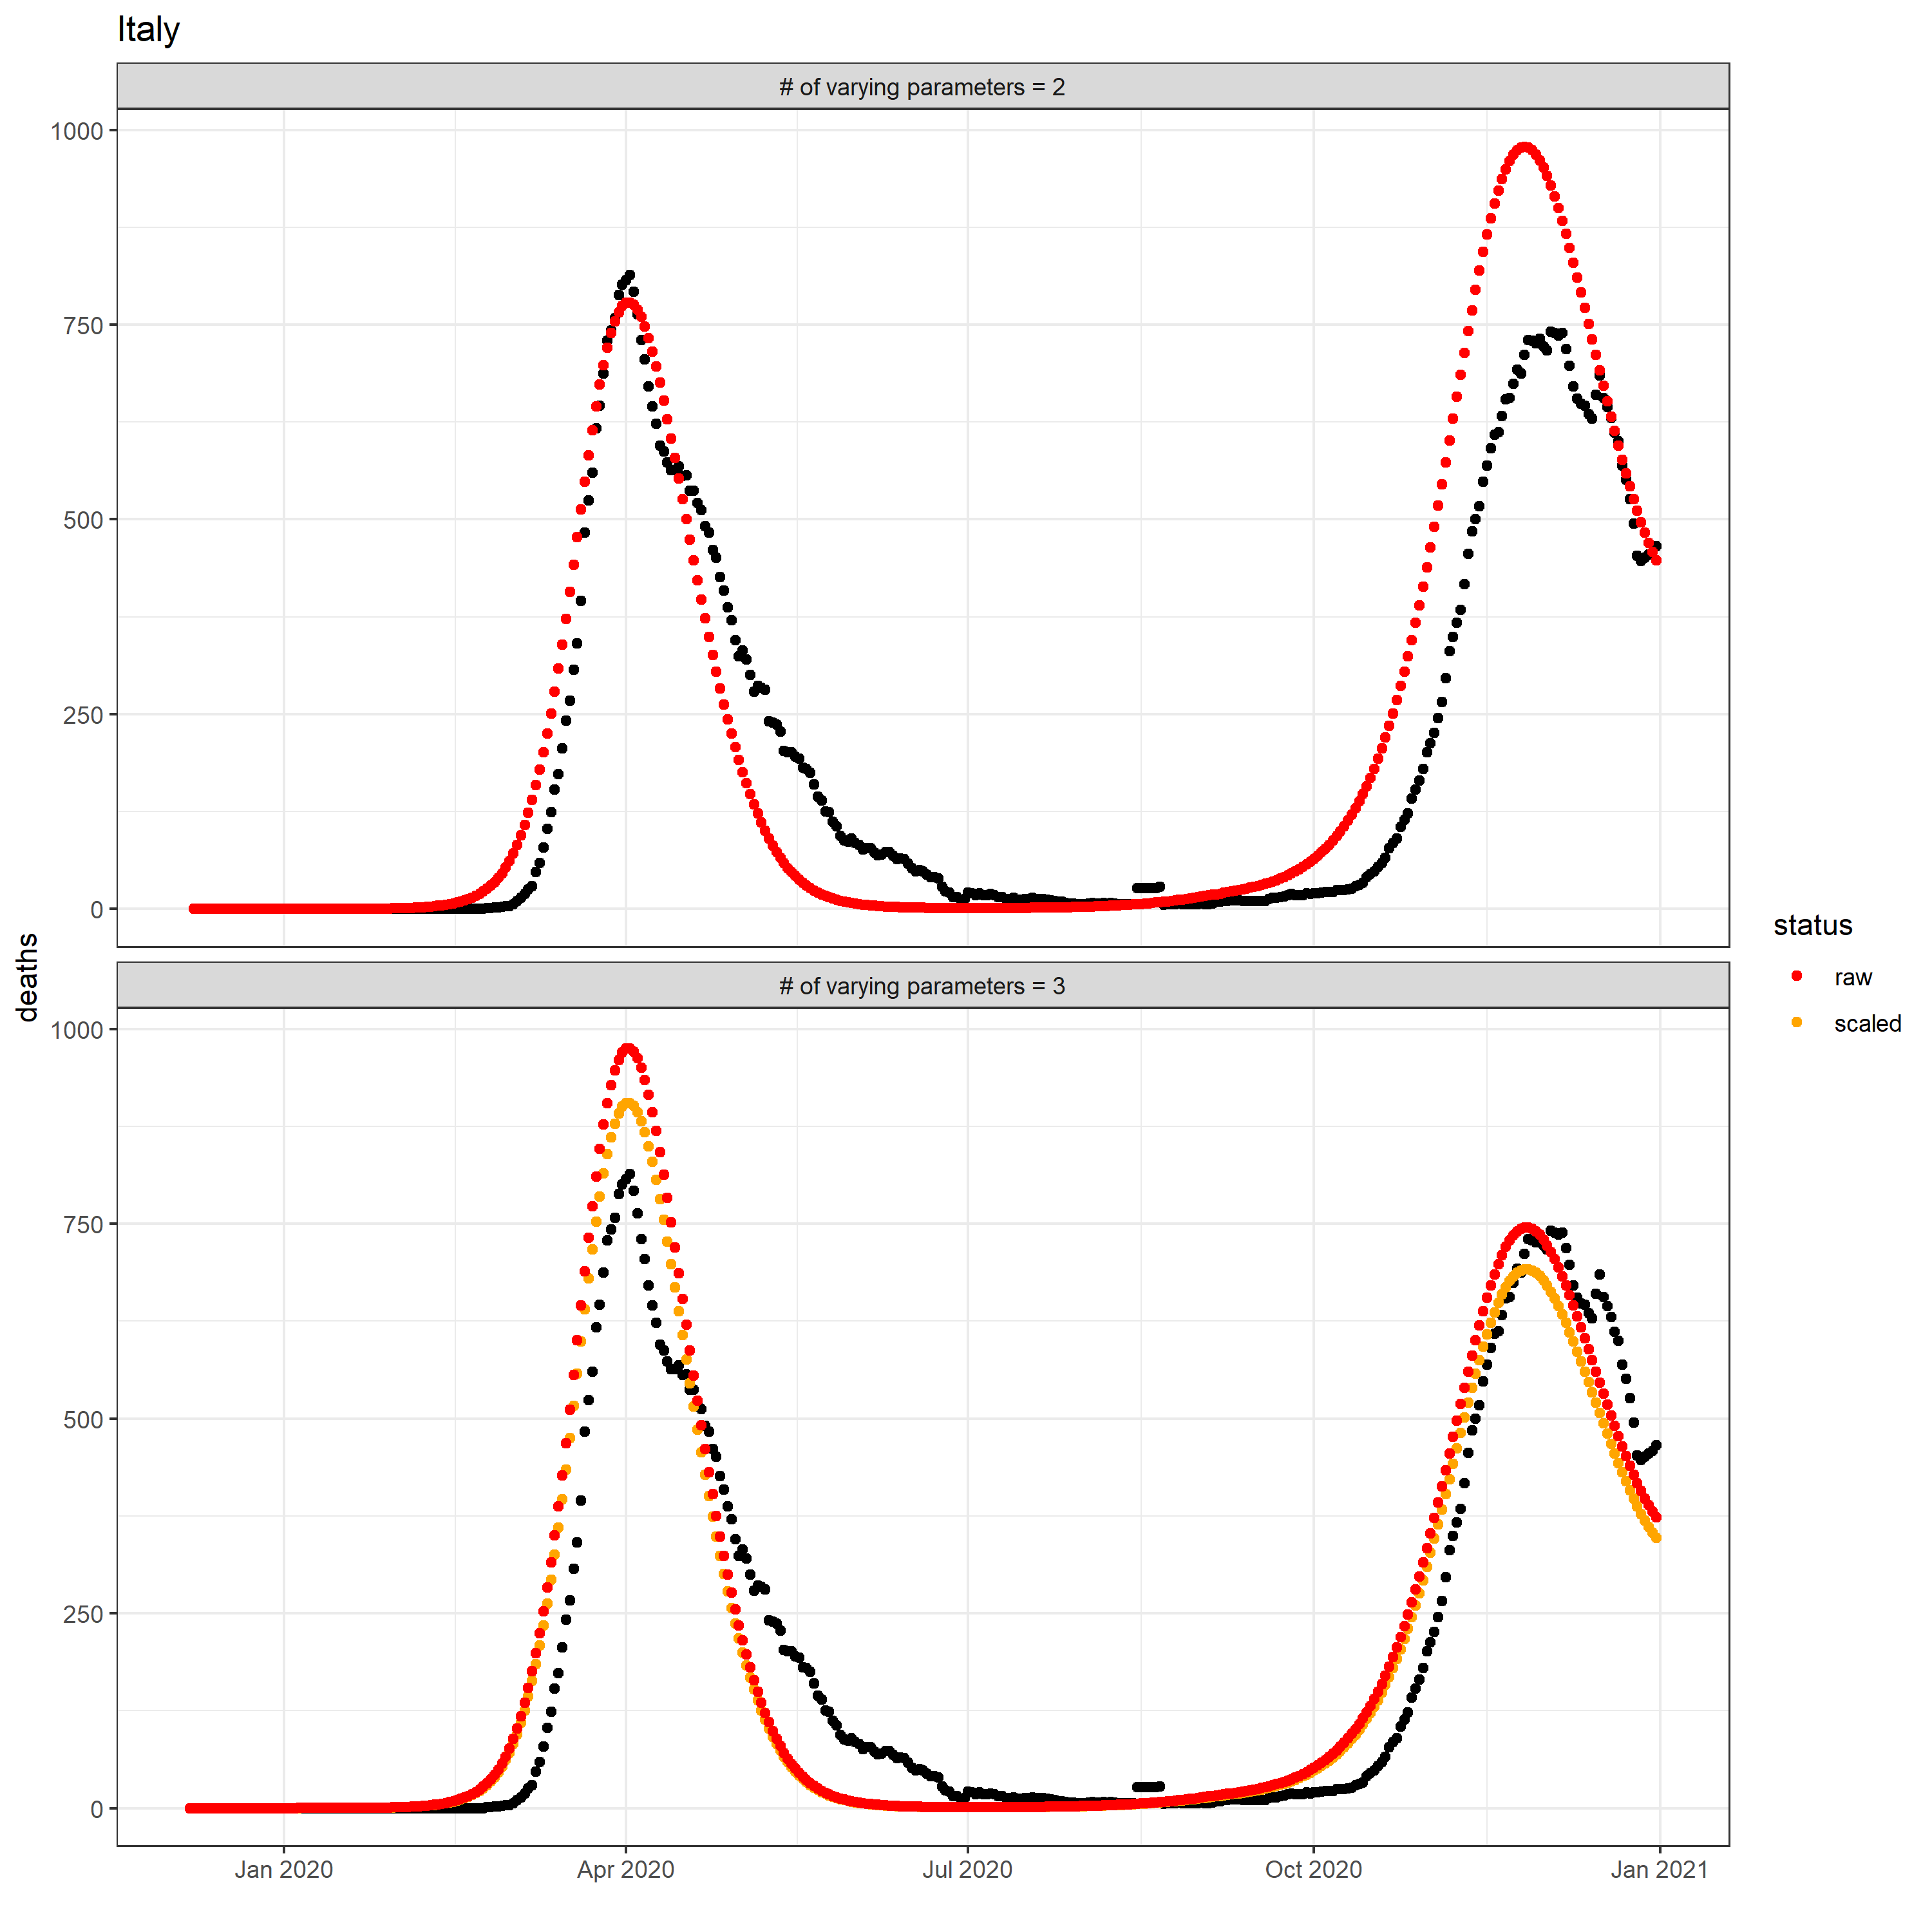 Italy
# of varying parameters = 2
1000
750
500
250
0
deaths
# of varying parameters = 3
1000
750
500
250
0
Jan 2020 Apr 2020 Jul 2020 Oct 2020 Jan 2021
status
raw
scaled